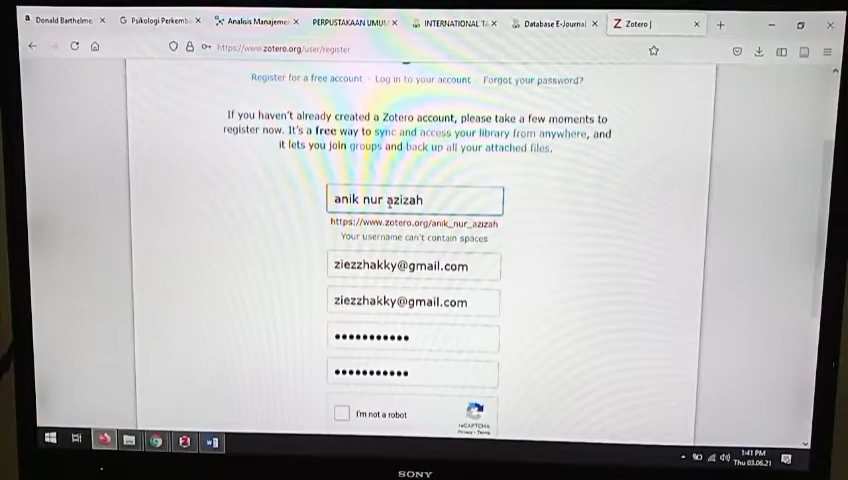 Donald Barthelme
Psikologi Perkemb
Analisis Manajeme
PERPUSTAKAAN UMUM
INTERNATIONAL T
Database E-Journal
Zotero |
https://www.zotero.org/user/register
Register for a free account · Log in to your account · Forgot your password?
If you haven't already created a Zotero account, please take a few moments to
register now. It's a free way to sync and access your library from anywhere, and
it lets you join groups and back up all your attached files.
anik nur azizah
https://www.zotero.org/anik_nur_azizah
Your username can't contain spaces
ziezzhakky@gmail.com
ziezzhakky@gmail.com
I'm not a robot
reCAPTCHA
Privacy - Terms
1:41 PM
Thu 03.06.21
SONY